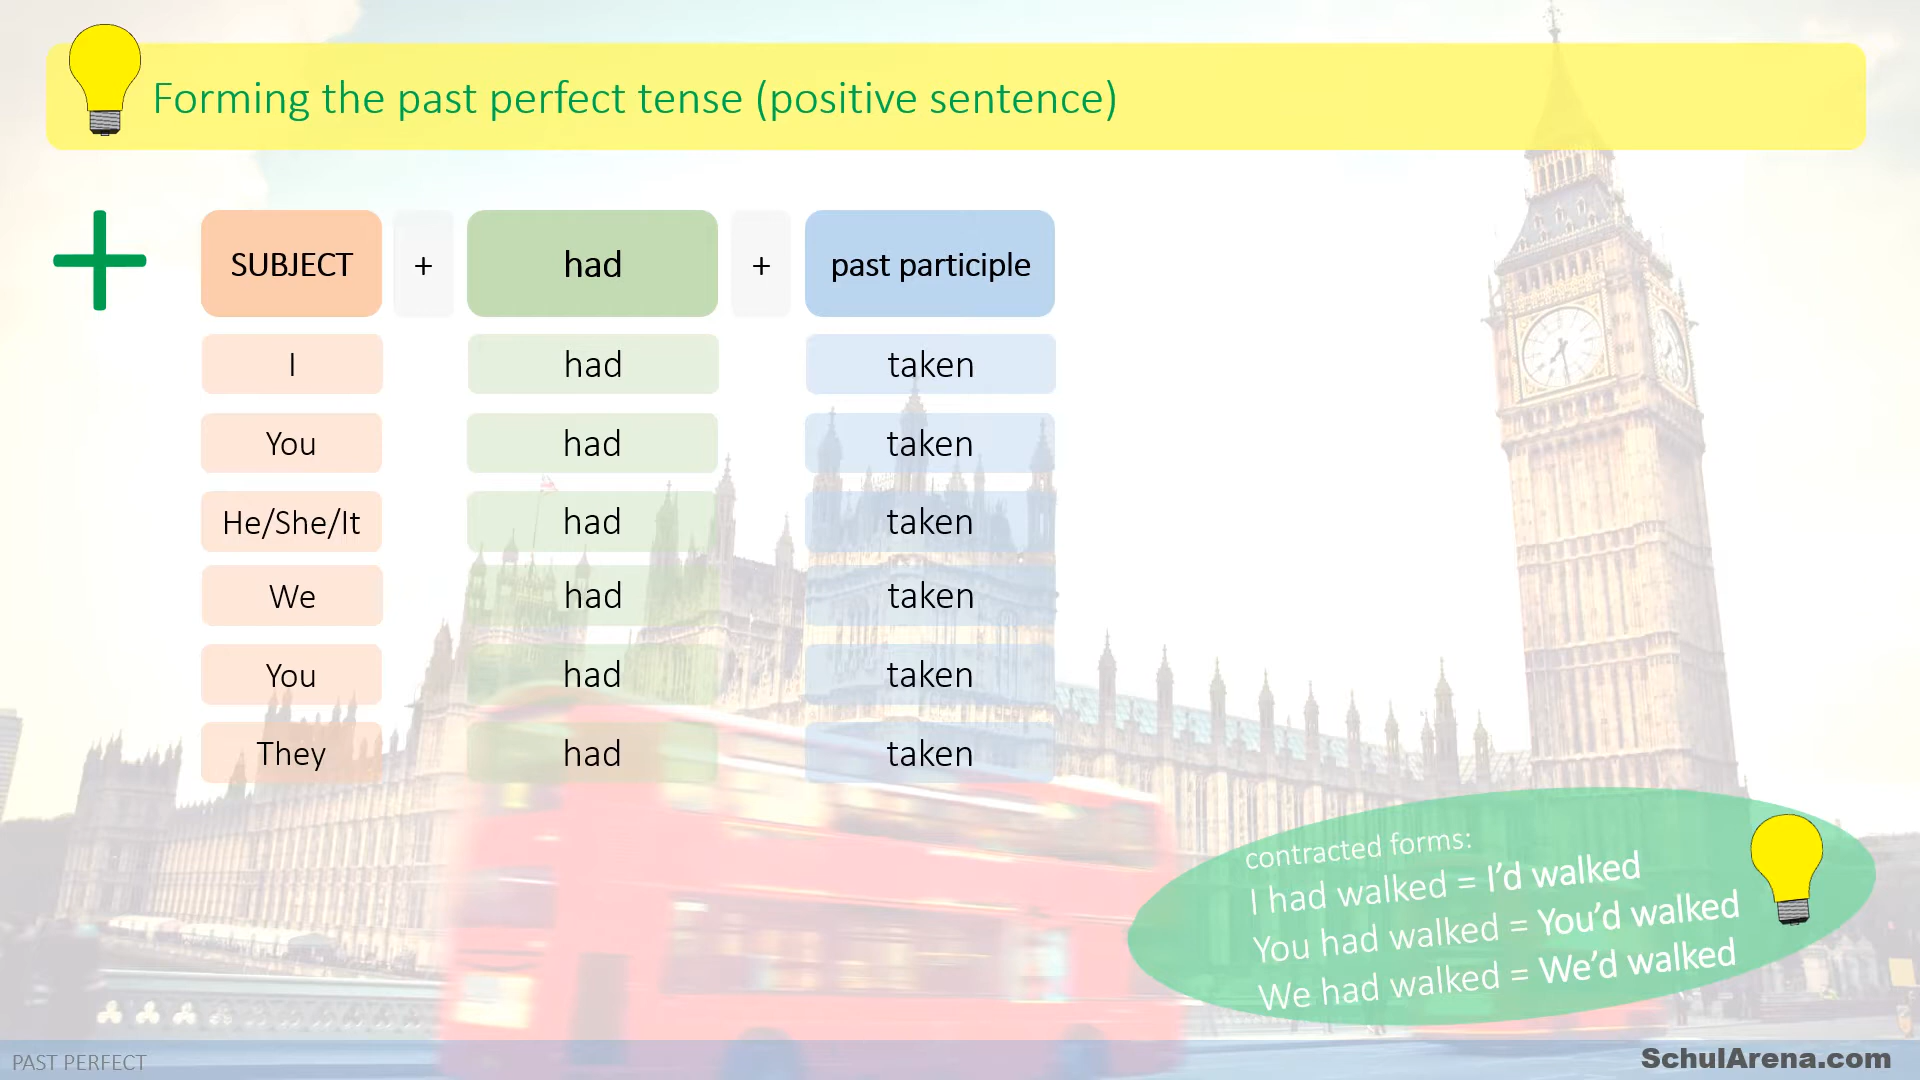 Forming the past perfect tense (positive sentence)
SUBJECT + had + past participle
I had taken
You had taken
He/She/It had taken
We had taken
You had taken
They had taken
contracted forms:
I had walked = I’d walked
You had walked = You’d walked
We had walked = We’d walked
PAST PERFECT
SchulArena.com